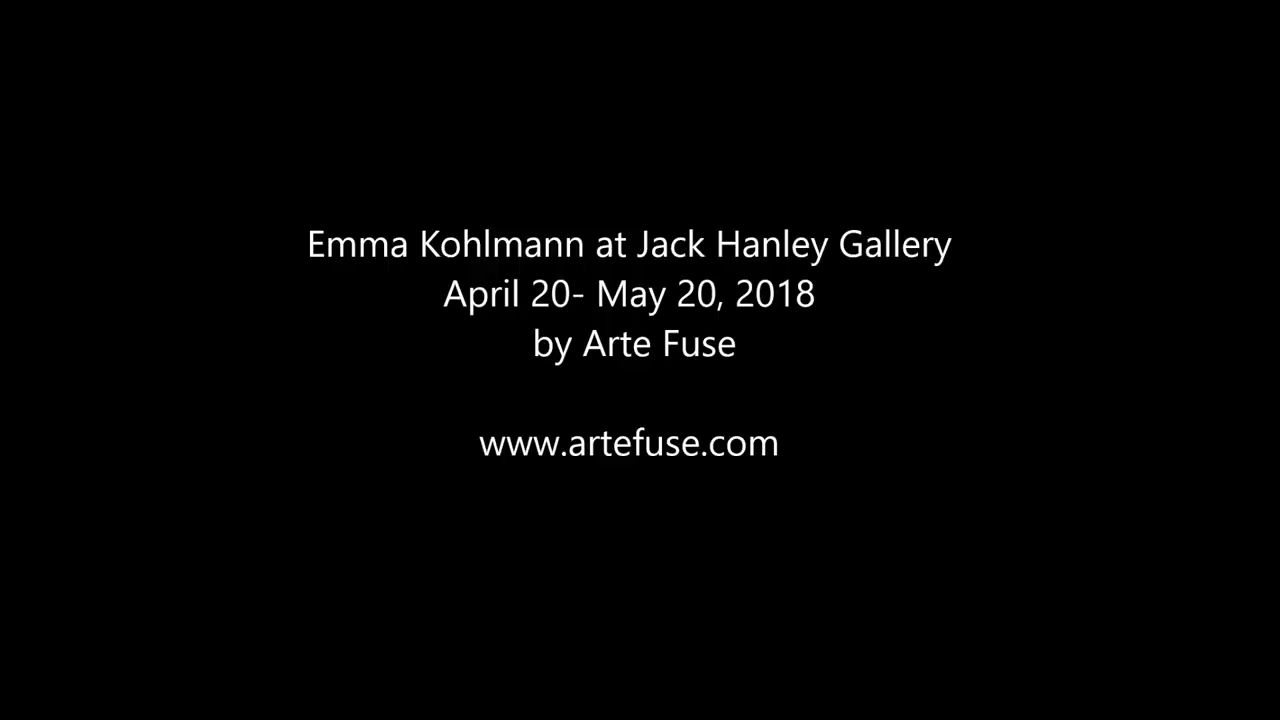 Emma Kohlmann at Jack Hanley Gallery
April 20- May 20, 2018
by Arte Fuse
www.artefuse.com